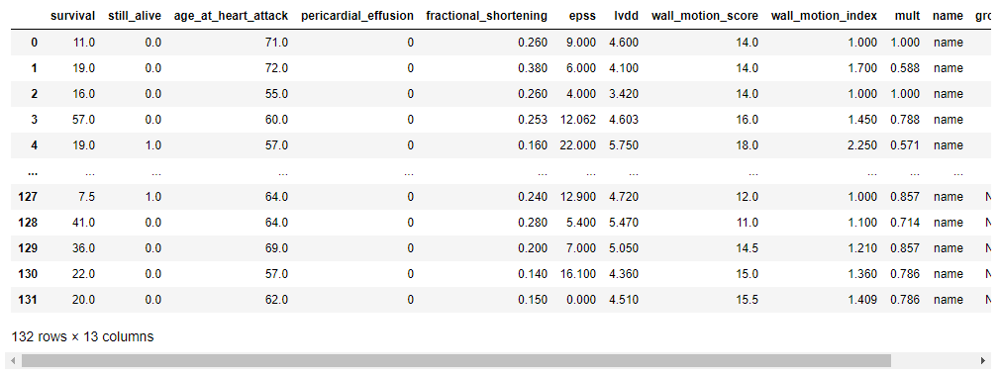 survival still_alive age_at_heart_attack pericardial_effusion fractional_shortening epss lvdd wall_motion_score wall_motion_index mult name gro
0 11.0 0.0 71.0 0 0.260 9.000 4.600 14.0 1.000 1.000 name
1 19.0 0.0 72.0 0 0.380 6.000 4.100 14.0 1.700 0.588 name
2 16.0 0.0 55.0 0 0.260 4.000 3.420 14.0 1.000 1.000 name
3 57.0 0.0 60.0 0 0.253 12.062 4.603 16.0 1.450 0.788 name
4 19.0 1.0 57.0 0 0.160 22.000 5.750 18.0 2.250 0.571 name
... ... ... ... ... ... ... ... ... ... ... ...
127 7.5 1.0 64.0 0 0.240 12.900 4.720 12.0 1.000 0.857 name N
128 41.0 0.0 64.0 0 0.280 5.400 5.470 11.0 1.100 0.714 name N
129 36.0 0.0 69.0 0 0.200 7.000 5.050 14.5 1.210 0.857 name N
130 22.0 0.0 57.0 0 0.140 16.100 4.360 15.0 1.360 0.786 name N
131 20.0 0.0 62.0 0 0.150 0.000 4.510 15.5 1.409 0.786 name N
132 rows × 13 columns